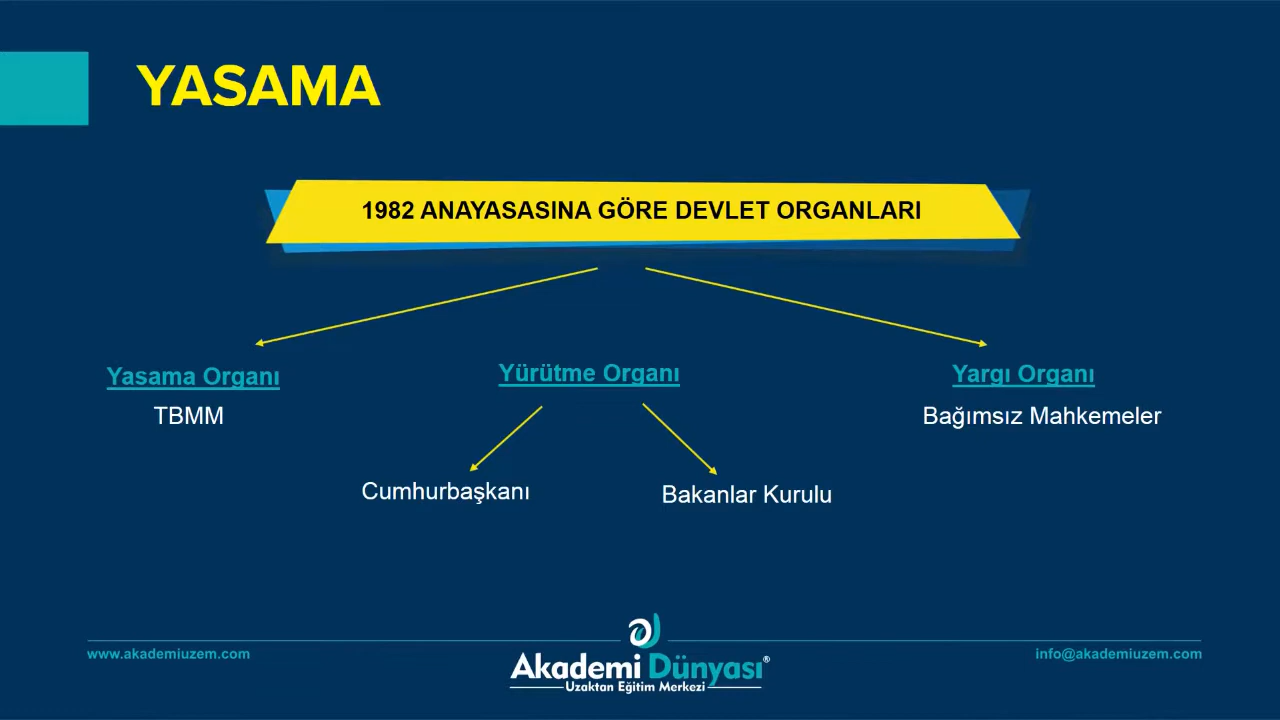 YASAMA
1982 ANAYASASINA GÖRE DEVLET ORGANLARI
Yasama Organı
TBMM
Yürütme Organı
Cumhurbaşkanı
Bakanlar Kurulu
Yargı Organı
Bağımsız Mahkemeler
www.akademiuzem.com
Akademi Dünyası®
Uzaktan Eğitim Merkezi
info@akademiuzem.com